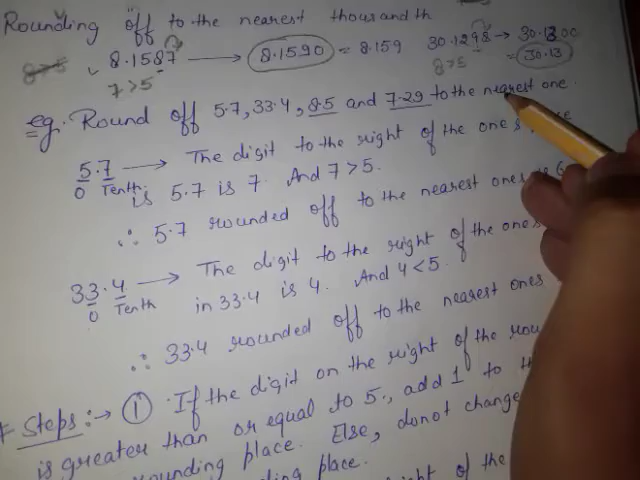 Rounding off to the nearest thousandth
8.1587 → 8.1590 = 8.159
7>5
30.1298 → 30.1300 = 30.13
8>5
eg. Round off 5.7, 33.4, 8.5 and 7.29 to the nearest one.
5.7 → The digit to the right of the one's
O Tenth is 5.7 is 7. And 7>5.
∴ 5.7 rounded off to the nearest ones is 6
33.4 → The digit to the right of the ones
O Tenth in 33.4 is 4. And 4<5.
∴ 33.4 rounded off to the nearest ones
Steps :→ ① If the digit on the right of the
is greater than or equal to 5, add 1 to
rounding place. Else, donot change
place.
of the